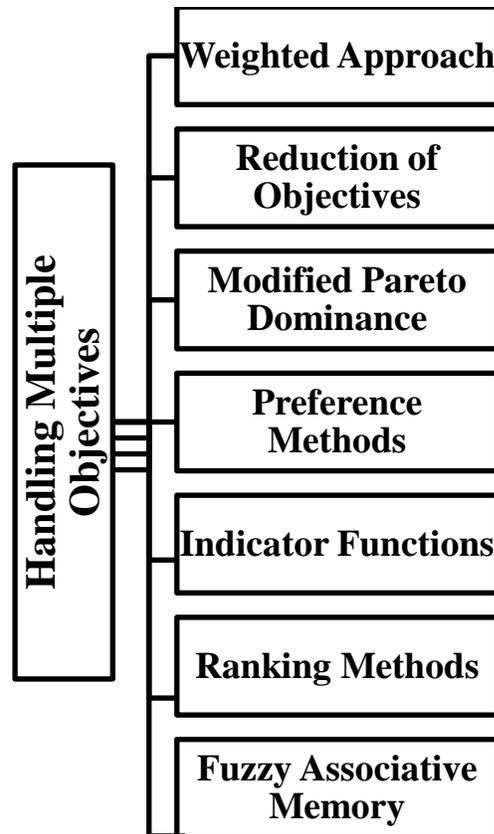 Handling Multiple
Objectives
Weighted Approach
Reduction of
Objectives
Modified Pareto
Dominance
Preference
Methods
Indicator Functions
Ranking Methods
Fuzzy Associative
Memory